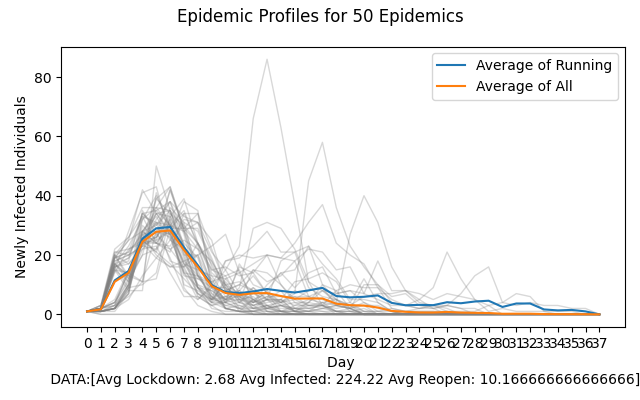 Epidemic Profiles for 50 Epidemics
Average of Running
Average of All
Newly Infected Individuals
80
60
40
20
0
0 1 2 3 4 5 6 7 8 9 10 11 12 13 14 15 16 17 18 19 20 21 22 23 24 25 26 27 28 29 30 31 32 33 34 35 36 37
Day
DATA:[Avg Lockdown: 2.68 Avg Infected: 224.22 Avg Reopen: 10.166666666666666]